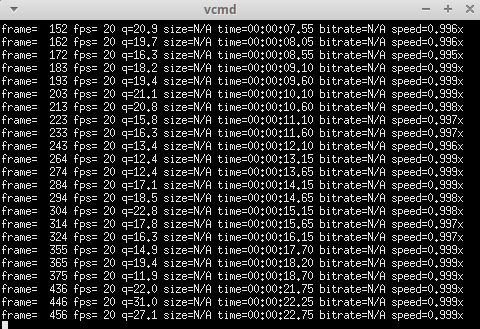 vcmd
frame=  152 fps= 20 q=20.9 size=N/A time=00:00:07.55 bitrate=N/A speed=0.996x
frame=  162 fps= 20 q=19.7 size=N/A time=00:00:08.05 bitrate=N/A speed=0.996x
frame=  172 fps= 20 q=16.3 size=N/A time=00:00:08.55 bitrate=N/A speed=0.995x
frame=  183 fps= 20 q=18.2 size=N/A time=00:00:09.10 bitrate=N/A speed=0.999x
frame=  193 fps= 20 q=19.4 size=N/A time=00:00:09.60 bitrate=N/A speed=0.999x
frame=  203 fps= 20 q=21.1 size=N/A time=00:00:10.10 bitrate=N/A speed=0.999x
frame=  213 fps= 20 q=20.8 size=N/A time=00:00:10.60 bitrate=N/A speed=0.998x
frame=  223 fps= 20 q=15.8 size=N/A time=00:00:11.10 bitrate=N/A speed=0.997x
frame=  233 fps= 20 q=16.3 size=N/A time=00:00:11.60 bitrate=N/A speed=0.997x
frame=  243 fps= 20 q=13.4 size=N/A time=00:00:12.10 bitrate=N/A speed=0.996x
frame=  264 fps= 20 q=12.4 size=N/A time=00:00:13.15 bitrate=N/A speed=0.999x
frame=  274 fps= 20 q=12.4 size=N/A time=00:00:13.65 bitrate=N/A speed=0.999x
frame=  284 fps= 20 q=17.1 size=N/A time=00:00:14.15 bitrate=N/A speed=0.999x
frame=  294 fps= 20 q=18.5 size=N/A time=00:00:14.65 bitrate=N/A speed=0.998x
frame=  304 fps= 20 q=22.8 size=N/A time=00:00:15.15 bitrate=N/A speed=0.998x
frame=  314 fps= 20 q=17.8 size=N/A time=00:00:15.65 bitrate=N/A speed=0.997x
frame=  324 fps= 20 q=16.3 size=N/A time=00:00:16.15 bitrate=N/A speed=0.997x
frame=  355 fps= 20 q=14.9 size=N/A time=00:00:17.70 bitrate=N/A speed=0.999x
frame=  365 fps= 20 q=19.4 size=N/A time=00:00:18.20 bitrate=N/A speed=0.999x
frame=  375 fps= 20 q=11.9 size=N/A time=00:00:18.70 bitrate=N/A speed=0.999x
frame=  436 fps= 20 q=22.0 size=N/A time=00:00:21.75 bitrate=N/A speed=0.999x
frame=  446 fps= 20 q=31.0 size=N/A time=00:00:22.25 bitrate=N/A speed=0.999x
frame=  456 fps= 20 q=27.1 size=N/A time=00:00:22.75 bitrate=N/A speed=0.999x